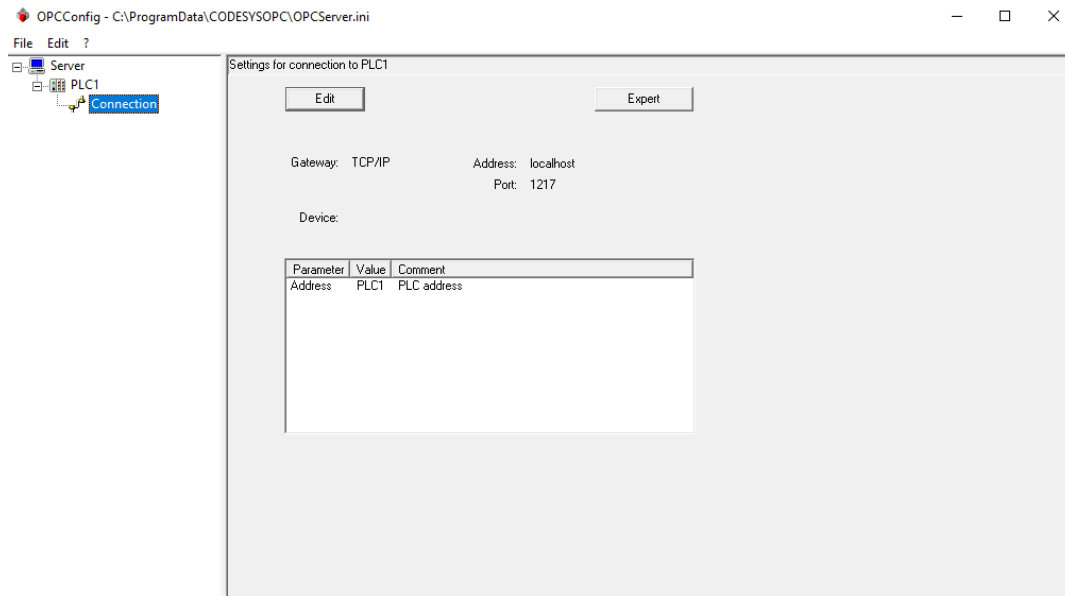 OPCConfig - C:\ProgramData\CODESYSOPC\OPCServer.ini
File Edit ?
Server
PLC1
Connection
Settings for connection to PLC1
Edit Expert
Gateway: TCP/IP Address: localhost
Port: 1217
Device:
Parameter Value Comment
Address PLC1 PLC address